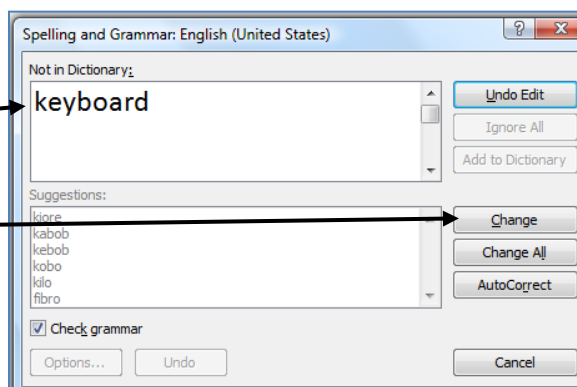 Spelling and Grammar: English (United States)
Not in Dictionary:
keyboard
Undo Edit
Ignore All
Add to Dictionary
Suggestions:
kiore
kabob
kebob
kobo
kilo
fibro
Change
Change All
AutoCorrect
Check grammar
Options...
Undo
Cancel